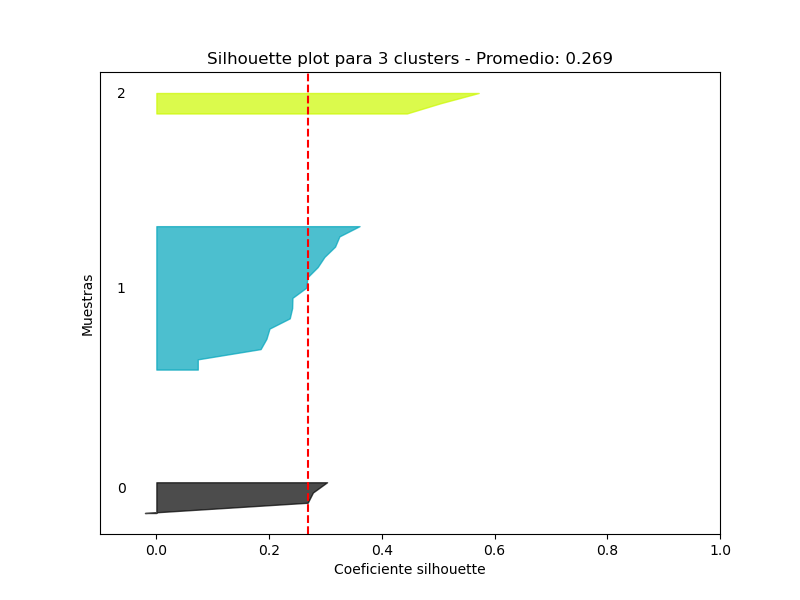 Silhouette plot para 3 clusters - Promedio: 0.269
2
1
0
Muestras
0.0 0.2 0.4 0.6 0.8 1.0
Coeficiente silhouette